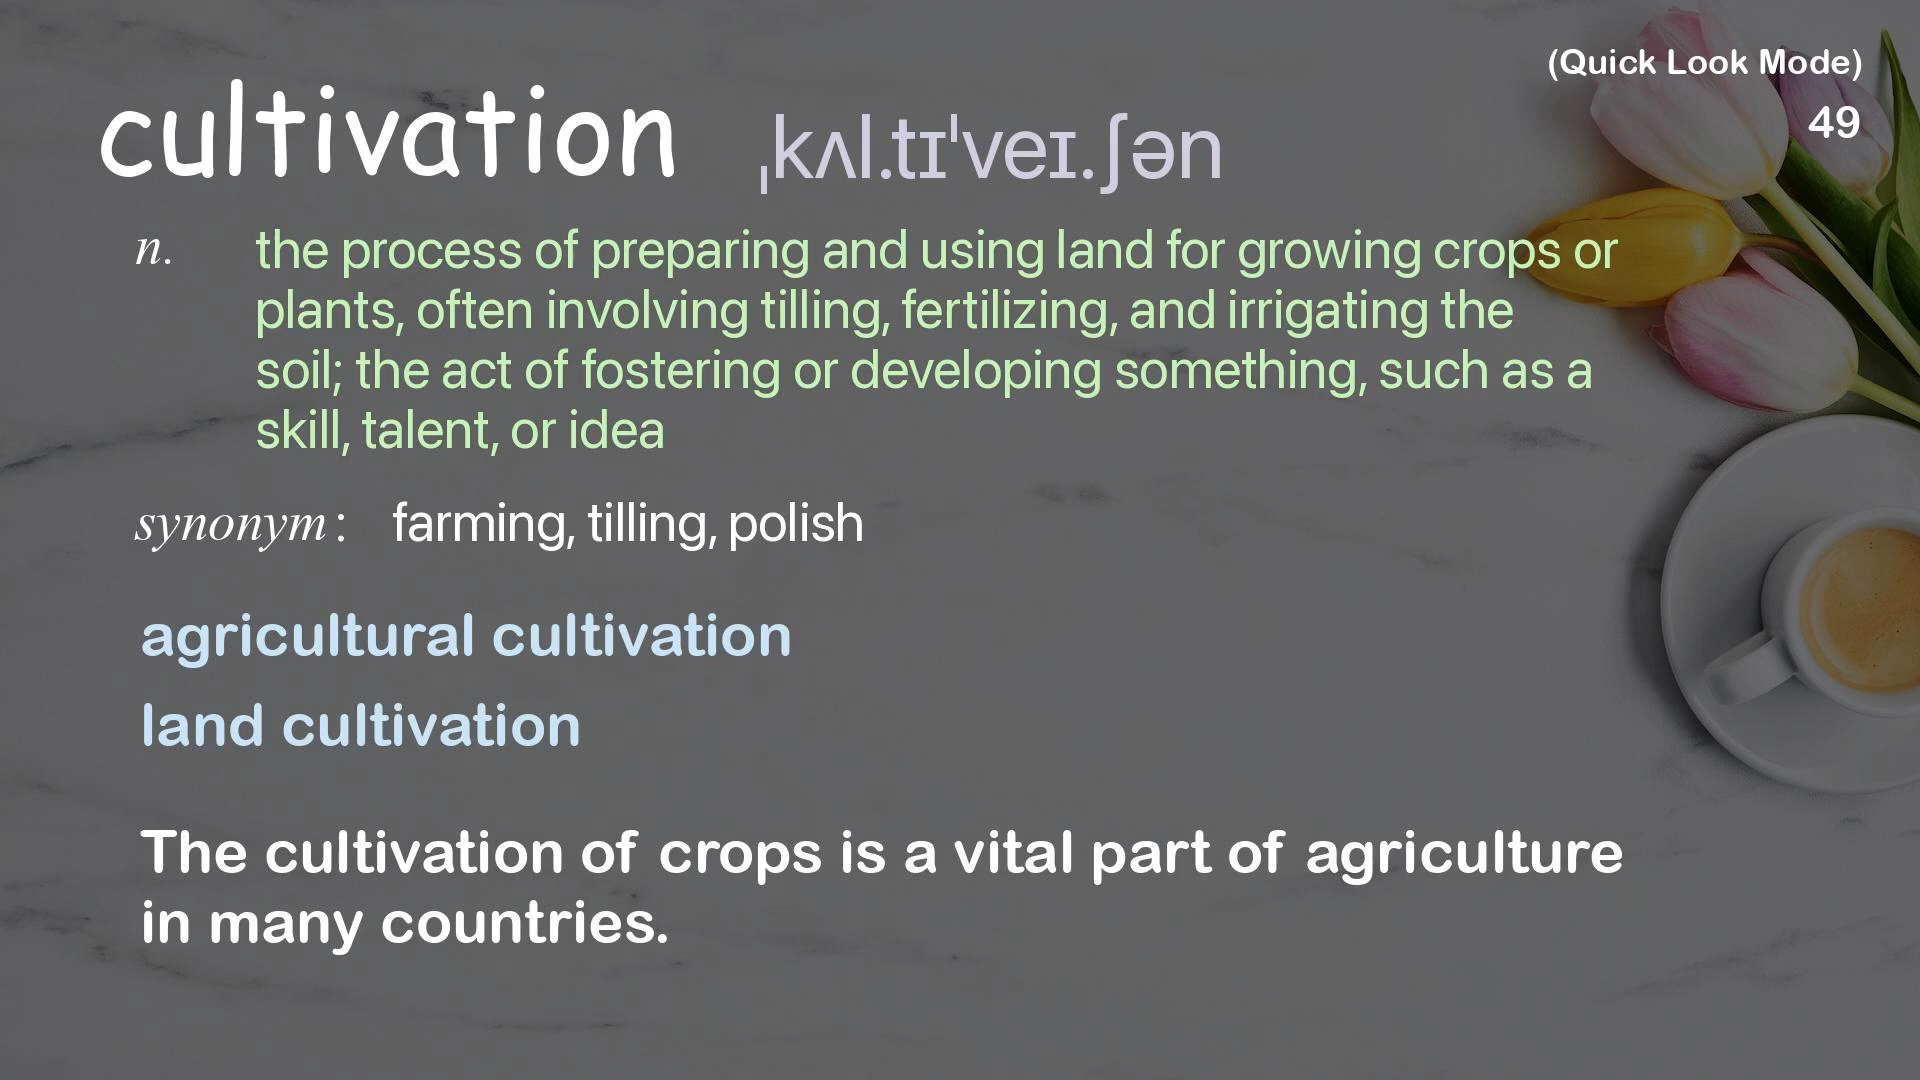 (Quick Look Mode)
49
cultivation ˌkʌl.tɪˈveɪ.ʃən
n. the process of preparing and using land for growing crops or
plants, often involving tilling, fertilizing, and irrigating the
soil; the act of fostering or developing something, such as a
skill, talent, or idea
synonym: farming, tilling, polish
agricultural cultivation
land cultivation
The cultivation of crops is a vital part of agriculture
in many countries.